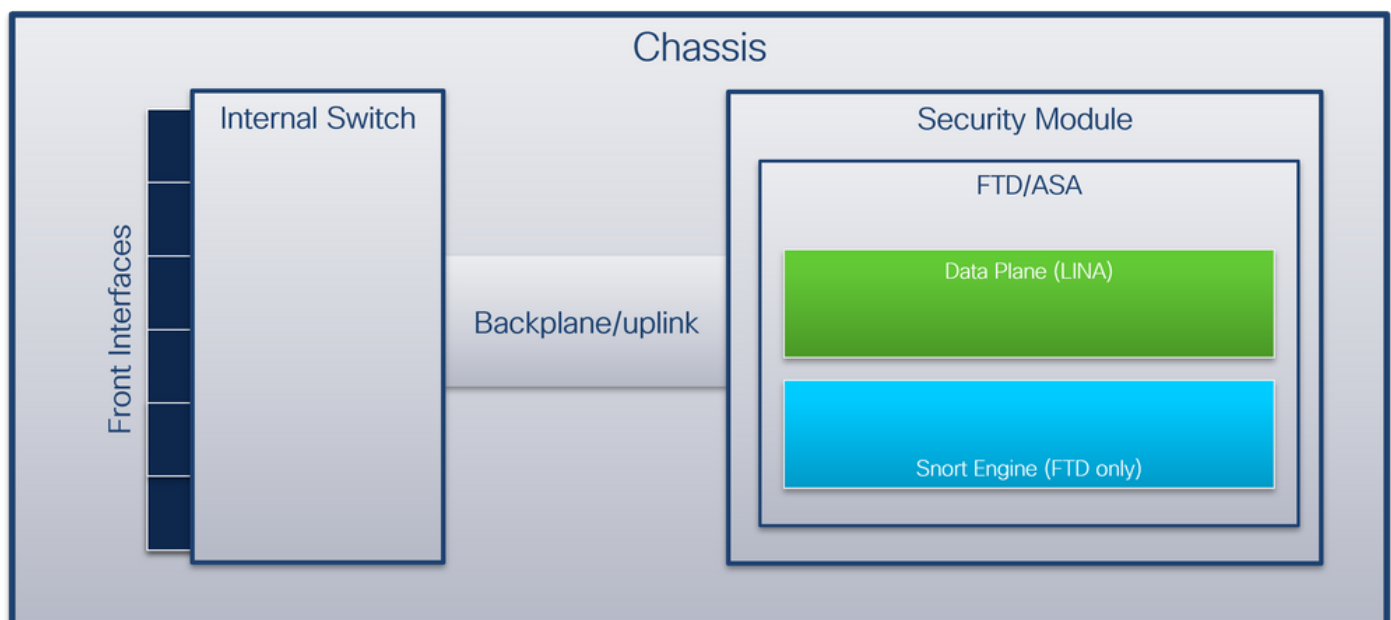 Chassis
Internal Switch
Security Module
FTD/ASA
Front Interfaces
Backplane/uplink
Data Plane (LINA)
Snort Engine (FTD only)